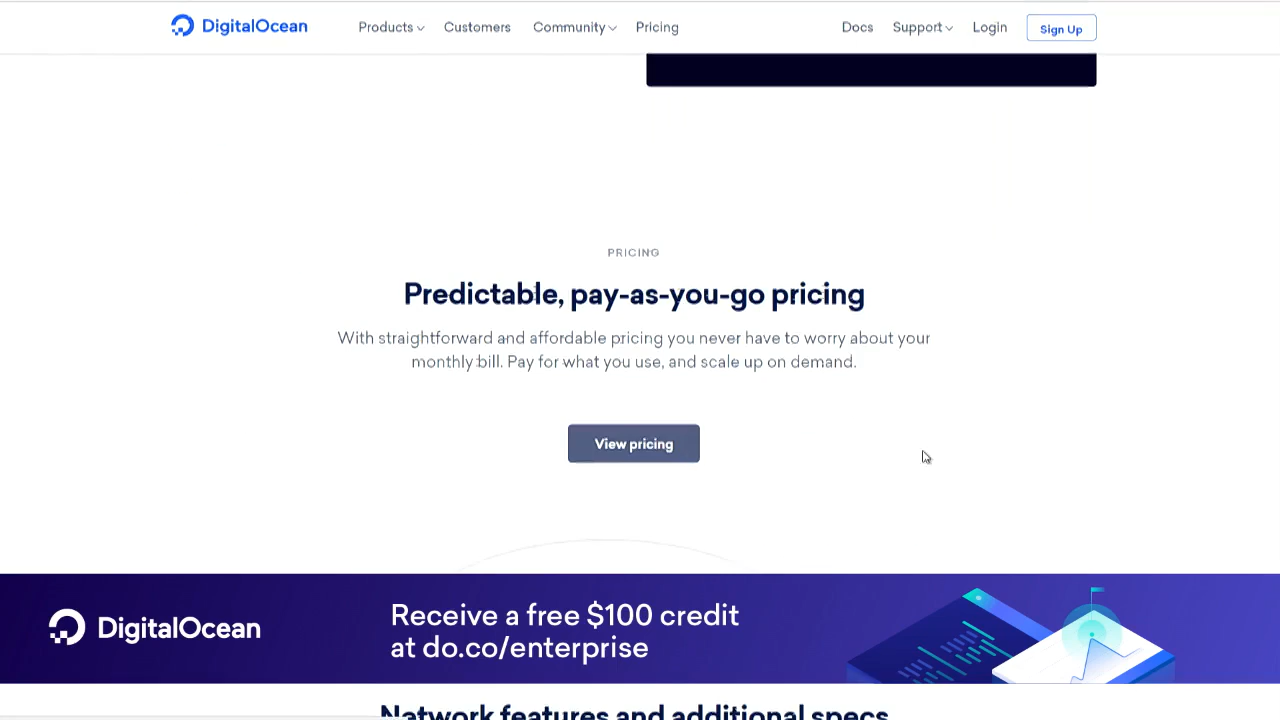 DigitalOcean Products Customers Community Pricing Docs Support Login Sign Up
PRICING
Predictable, pay-as-you-go pricing
With straightforward and affordable pricing you never have to worry about your
monthly bill. Pay for what you use, and scale up on demand.
View pricing
DigitalOcean
Receive a free $100 credit
at do.co/enterprise
Network features and additional specs